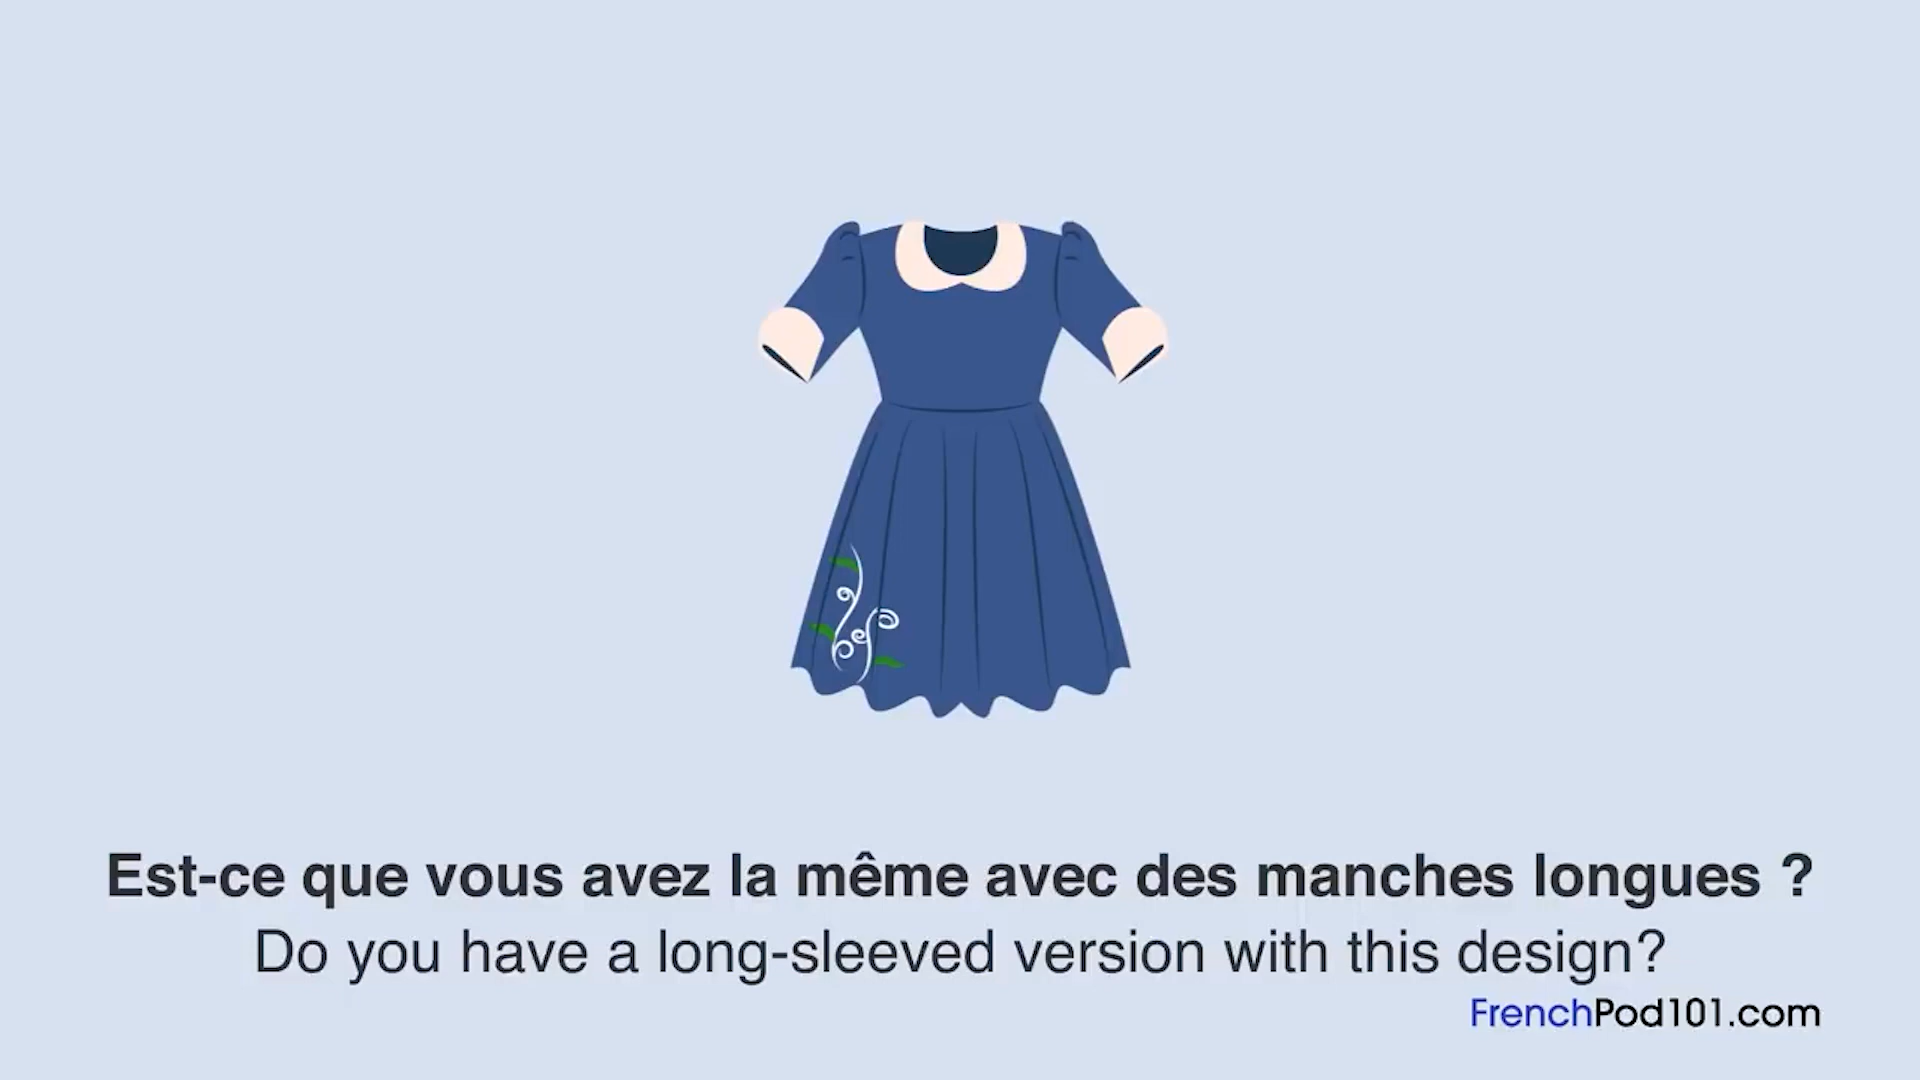 Est-ce que vous avez la même avec des manches longues ?
Do you have a long-sleeved version with this design?
FrenchPod101.com